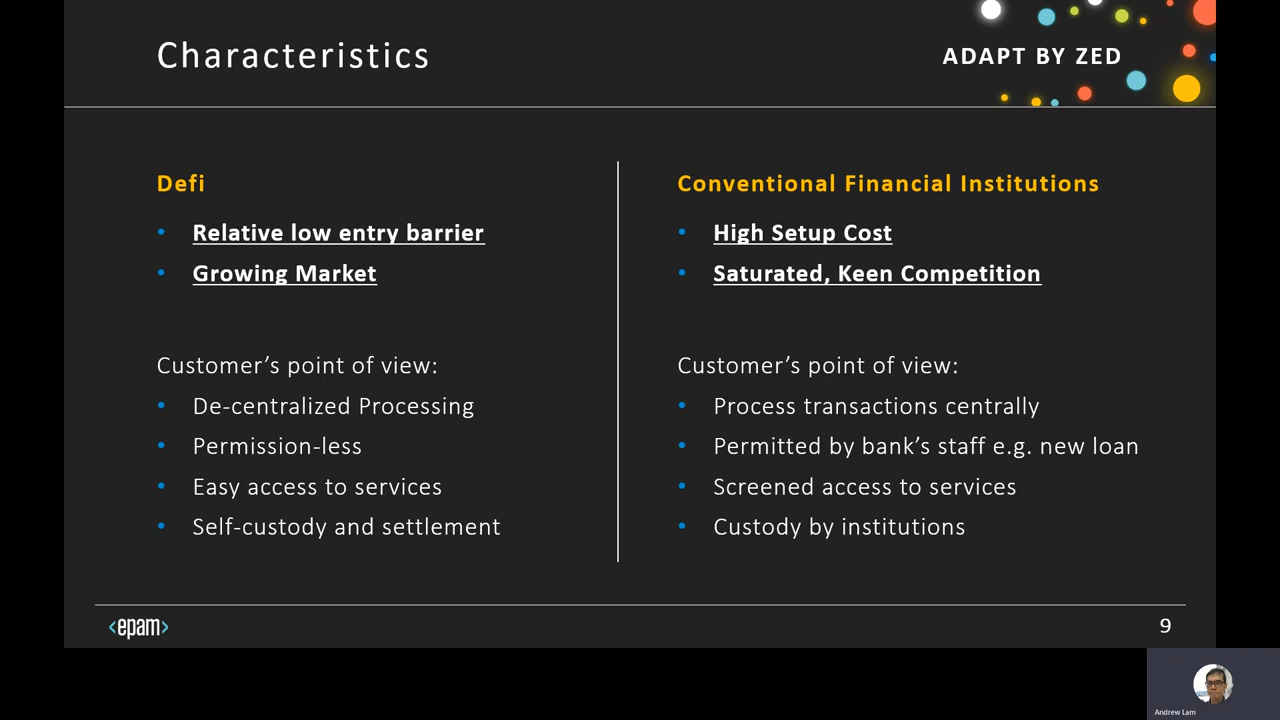 Characteristics
ADAPT BY ZED
Defi
• Relative low entry barrier
• Growing Market
Customer’s point of view:
• De-centralized Processing
• Permission-less
• Easy access to services
• Self-custody and settlement
Conventional Financial Institutions
• High Setup Cost
• Saturated, Keen Competition
Customer’s point of view:
• Process transactions centrally
• Permitted by bank’s staff e.g. new loan
• Screened access to services
• Custody by institutions
<epam>
9
Andrew Lam